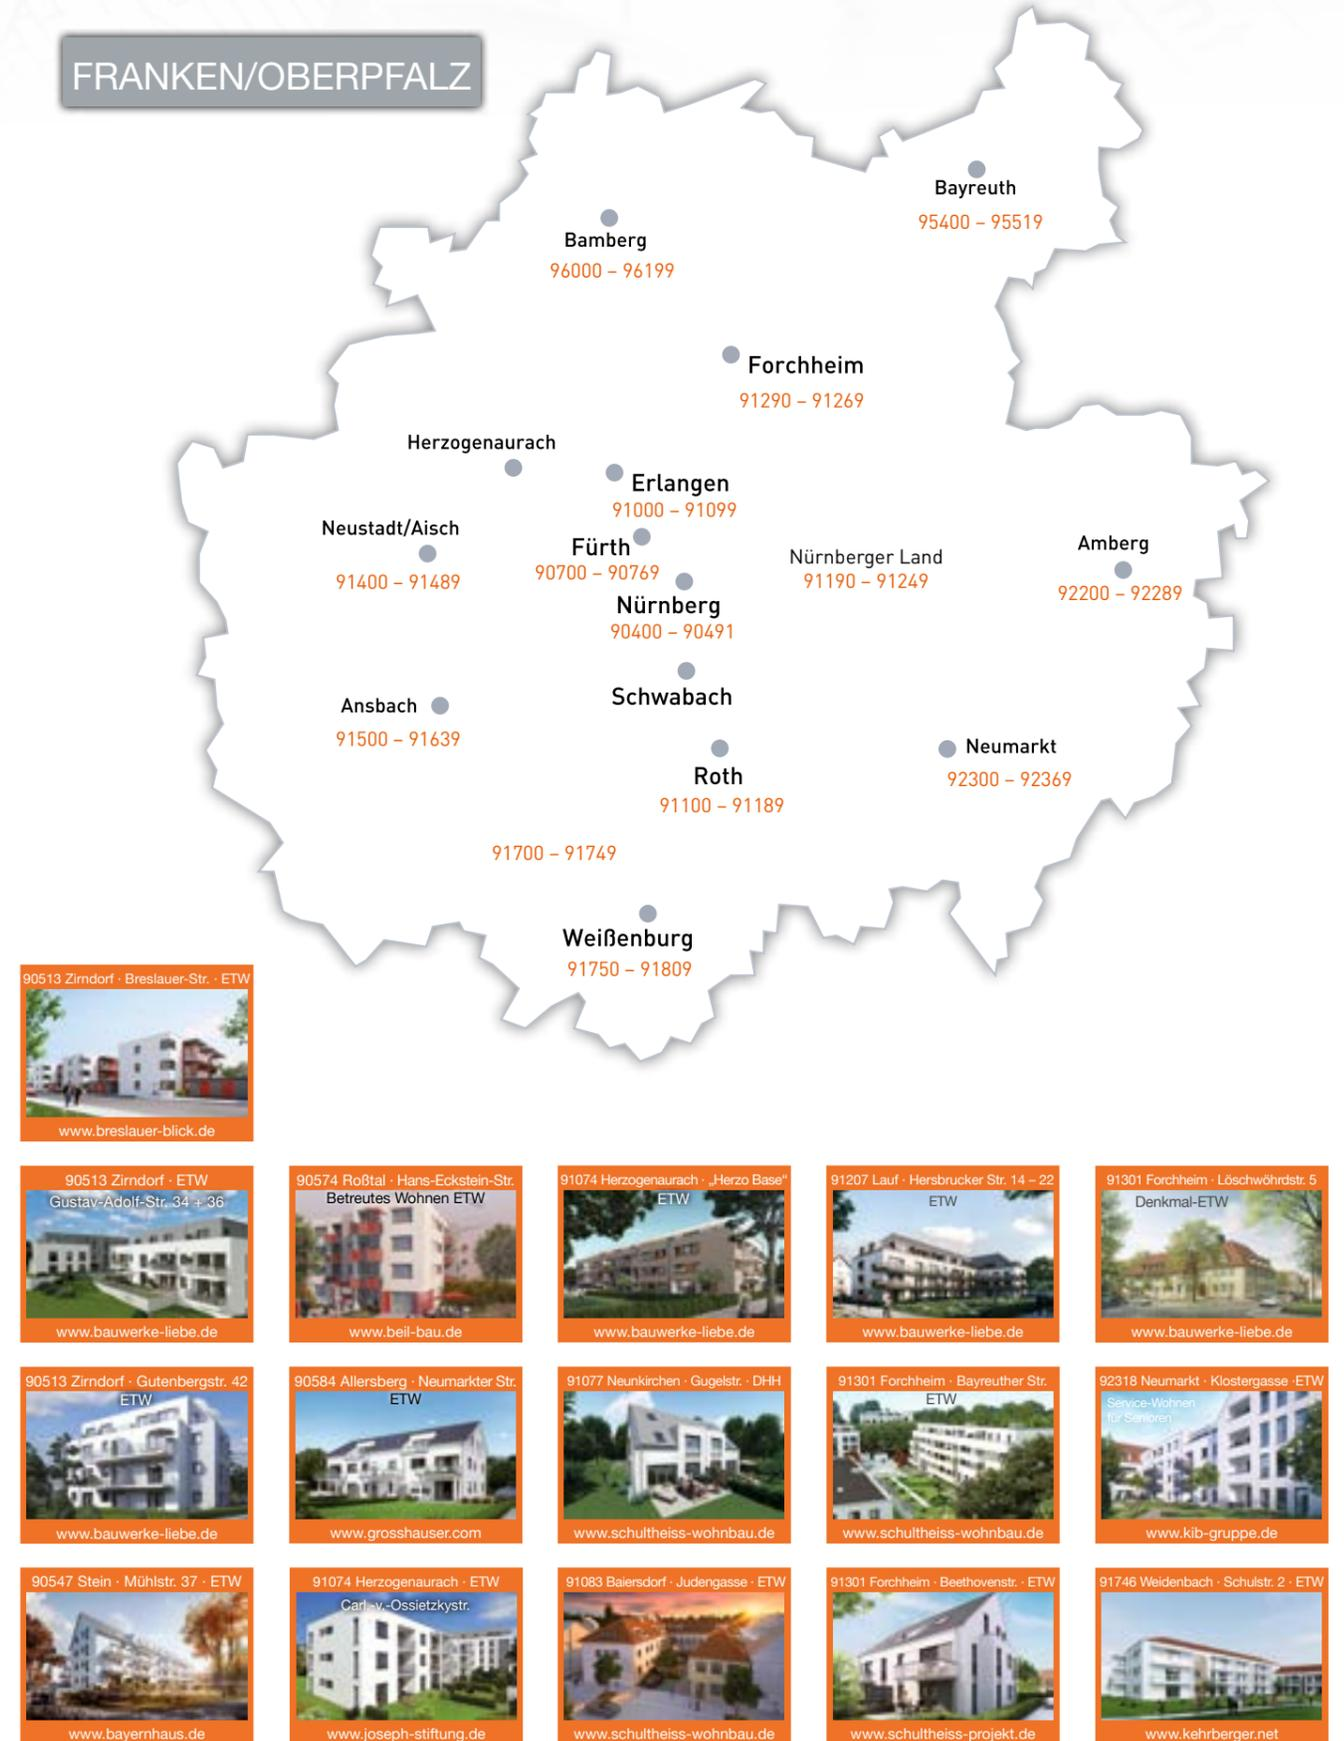 FRANKEN/OBERPFALZ
Bayreuth
95400 – 95519
Bamberg
96000 – 96199
Forchheim
91290 – 91269
Herzogenaurach
Erlangen
91000 – 91099
Neustadt/Aisch
91400 – 91489
Fürth
90700 – 90769
Nürnberger Land
91190 – 91249
Amberg
92200 – 92289
Nürnberg
90400 – 90491
Schwabach
Ansbach
91500 – 91639
Neumarkt
92300 – 92369
Roth
91100 – 91189
91700 – 91749
Weißenburg
91750 – 91809
90513 Zirndorf · Breslauer-Str. · ETW
www.breslauer-blick.de
90513 Zirndorf · ETW
Gustav-Adolf-Str. 34 + 36
www.bauwerke-liebe.de
90574 Roßtal · Hans-Eckstein-Str.
Betreutes Wohnen ETW
www.beil-bau.de
91074 Herzogenaurach · „Herzo Base“
ETW
www.bauwerke-liebe.de
91207 Lauf · Hersbrucker Str. 14 – 22
ETW
www.bauwerke-liebe.de
91301 Forchheim · Löschwöhrdstr. 5
Denkmal-ETW
www.bauwerke-liebe.de
90513 Zirndorf · Gutenbergstr. 42
ETW
www.bauwerke-liebe.de
90584 Allersberg · Neumarkter Str.
ETW
www.grosshauser.com
91077 Neunkirchen · Gugelstr. · DHH
www.schultheiss-wohnbau.de
91301 Forchheim · Bayreuther Str.
ETW
www.schultheiss-wohnbau.de
92318 Neumarkt · Klostergasse ·ETW
Service-Wohnen
für Senioren
www.kib-gruppe.de
90547 Stein · Mühlstr. 37 · ETW
www.bayernhaus.de
91074 Herzogenaurach · ETW
Carl.-v.-Ossietzkystr.
www.joseph-stiftung.de
91083 Baiersdorf · Judengasse · ETW
www.schultheiss-wohnbau.de
91301 Forchheim · Beethovenstr. · ETW
www.schultheiss-projekt.de
91746 Weidenbach · Schulstr. 2 · ETW
www.kehrberger.net